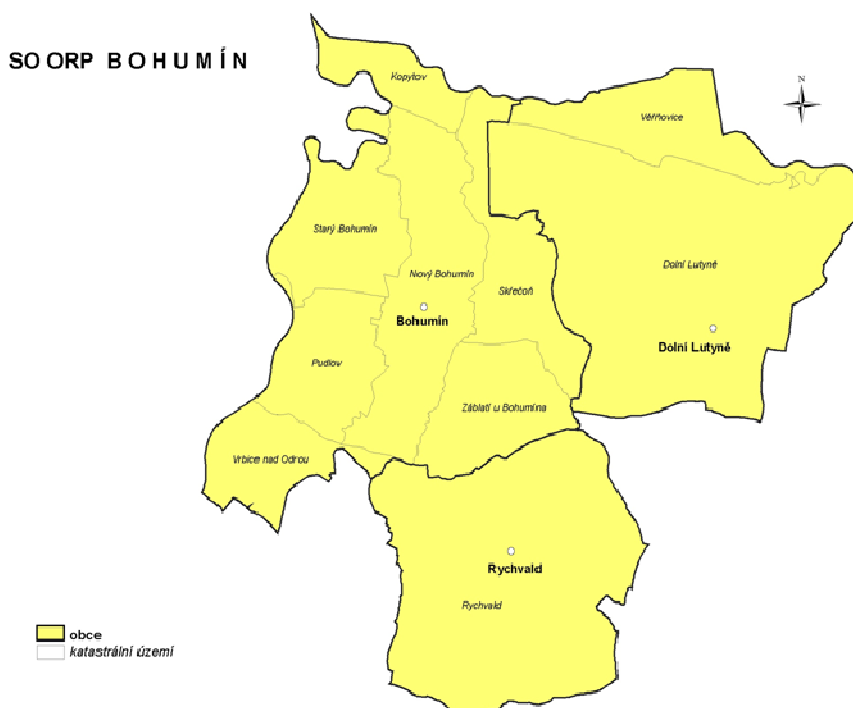 SO ORP BOHUMÍN
N
Kopytov
Věřňovice
Starý Bohumín
Nový Bohumín
Skřečoň
Dolní Lutyně
Bohumín
Dolní Lutyně
Pudlov
Záblatí u Bohumína
Vrbice nad Odrou
Rychvald
Rychvald
obce
katastrální území